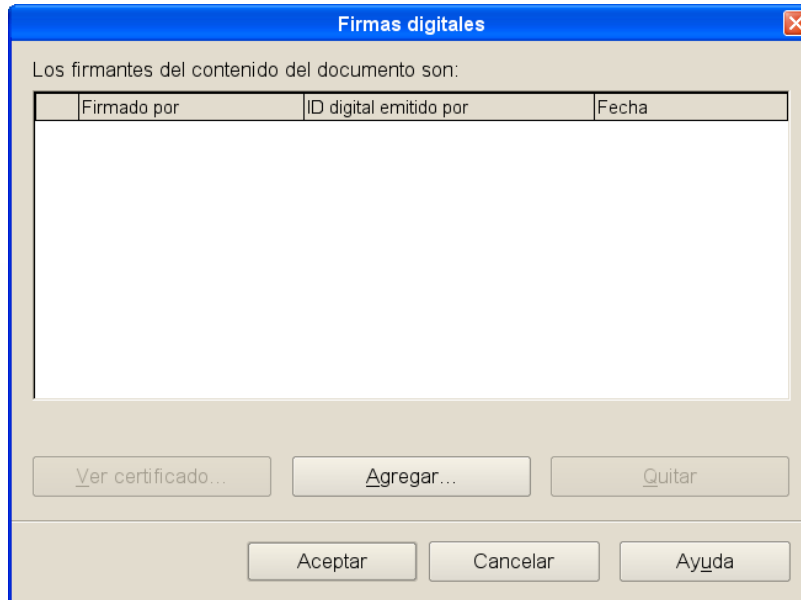 Firmas digitales
Los firmantes del contenido del documento son:
Firmado por ID digital emitido por Fecha
Ver certificado... Agregar... Quitar
Aceptar Cancelar Ayuda